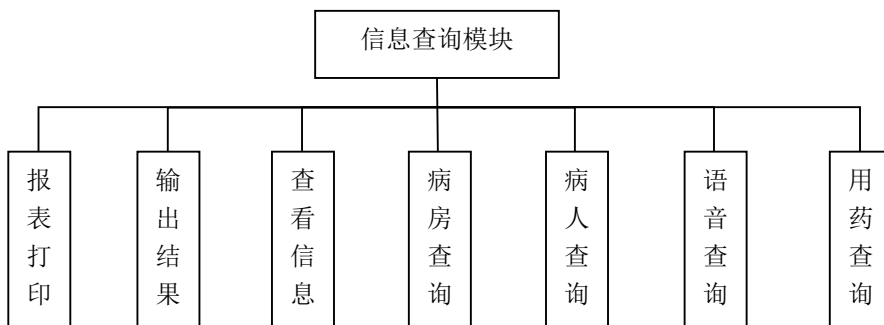 信息查询模块
报表打印
输出结果
查看信息
病房查询
病人查询
语音查询
用药查询